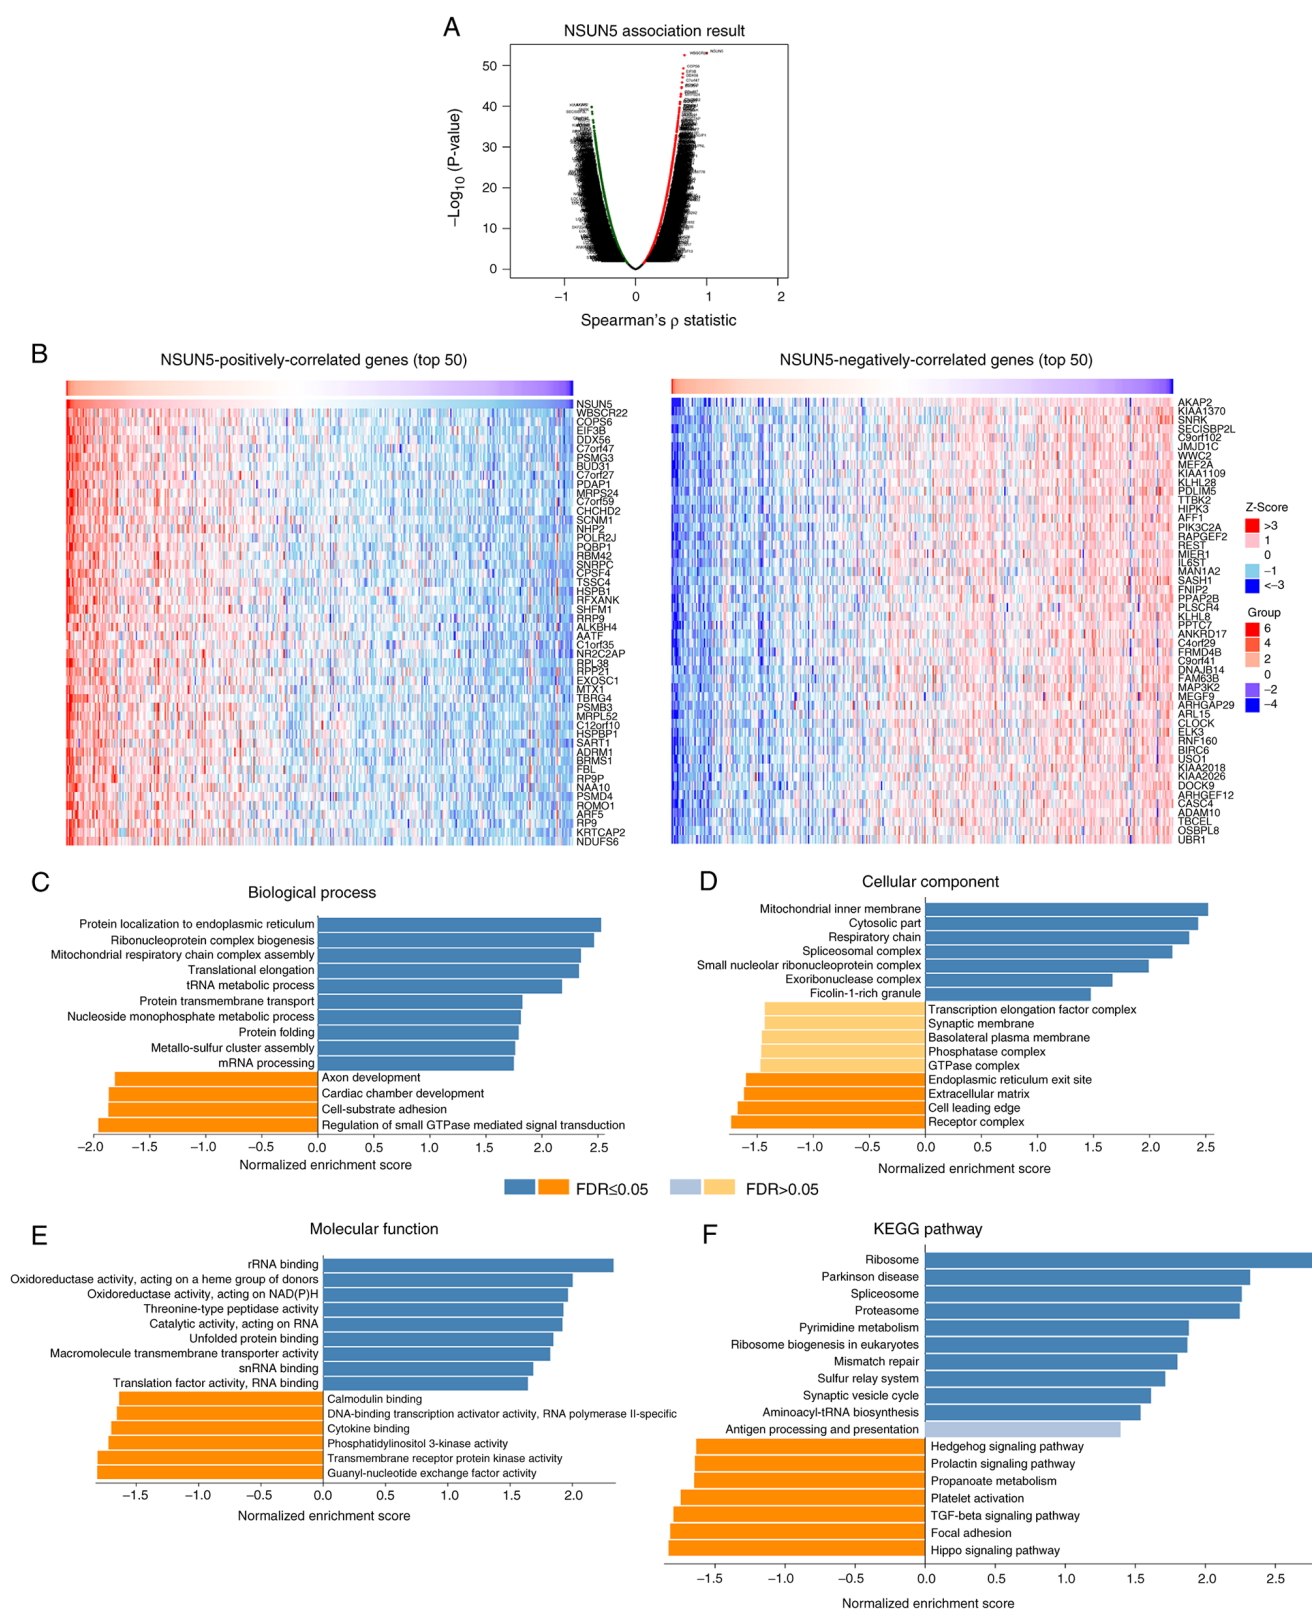 A
NSUN5 association result
50
40
30
20
10
0
−Log10 (P-value)
WBSCR22
NSUN5
COPS6
−1
0
1
2
Spearman's ρ statistic
B
NSUN5-positively-correlated genes (top 50)
NSUN5
WBSCR22
COPS6
EIF3B
DDX56
C7orf47
PSMG3
BUD31
C7orf27
PDAP1
MRPS24
C7orf59
CHCHD2
SCNM1
NHP2
POLR2J
PQBP1
RBM42
SNRPC
CPSF4
TSSC4
HSPB1
RFXANK
SHFM1
RRP9
ALKBH4
AATF
C1orf35
NR2C2AP
RPL38
RPP21
EXOSC1
MTX1
TBRG4
PSMB3
MRPL52
C12orf10
HSPBP1
SART1
ADRM1
BRMS1
FBL
RP9P
NAA10
PSMD4
ROMO1
ARF5
RP9
KRTCAP2
NDUFS6
NSUN5-negatively-correlated genes (top 50)
AKAP2
KIAA1370
SNRK
SECISBP2L
C9orf102
JMJD1C
WWC2
MEF2A
KIAA1109
KLHL28
PDLIM5
TTBK2
HIPK3
AFF1
PIK3C2A
RAPGEF2
REST
MIER1
IL6ST
MAN1A2
SASH1
FNIP2
PPAP2B
PLSCR4
KLHL8
PPTC7
ANKRD17
C4orf29
FRMD4B
C9orf41
DNAJB14
FAM63B
MAP3K2
MEGF9
ARHGAP29
ARL15
CLOCK
ELK3
RNF160
BIRC6
USO1
KIAA2018
KIAA2026
DOCK9
ARHGEF12
CASC4
ADAM10
TBCEL
OSBPL8
UBR1
Z-Score
>3
1
0
−1
<−3
Group
6
4
2
0
−2
−4
C
Biological process
Protein localization to endoplasmic reticulum
Ribonucleoprotein complex biogenesis
Mitochondrial respiratory chain complex assembly
Translational elongation
tRNA metabolic process
Protein transmembrane transport
Nucleoside monophosphate metabolic process
Protein folding
Metallo-sulfur cluster assembly
mRNA processing
Axon development
Cardiac chamber development
Cell-substrate adhesion
Regulation of small GTPase mediated signal transduction
−2.0 −1.5 −1.0 −0.5 0.0 0.5 1.0 1.5 2.0 2.5
Normalized enrichment score
D
Cellular component
Mitochondrial inner membrane
Cytosolic part
Respiratory chain
Spliceosomal complex
Small nucleolar ribonucleoprotein complex
Exoribonuclease complex
Ficolin-1-rich granule
Transcription elongation factor complex
Synaptic membrane
Basolateral plasma membrane
Phosphatase complex
GTPase complex
Endoplasmic reticulum exit site
Extracellular matrix
Cell leading edge
Receptor complex
−1.5 −1.0 −0.5 0.0 0.5 1.0 1.5 2.0 2.5
Normalized enrichment score
FDR≤0.05
FDR>0.05
E
Molecular function
rRNA binding
Oxidoreductase activity, acting on a heme group of donors
Oxidoreductase activity, acting on NAD(P)H
Threonine-type peptidase activity
Catalytic activity, acting on RNA
Unfolded protein binding
Macromolecule transmembrane transporter activity
snRNA binding
Translation factor activity, RNA binding
Calmodulin binding
DNA-binding transcription activator activity, RNA polymerase II-specific
Cytokine binding
Phosphatidylinositol 3-kinase activity
Transmembrane receptor protein kinase activity
Guanyl-nucleotide exchange factor activity
−1.5 −1.0 −0.5 0.0 0.5 1.0 1.5 2.0
Normalized enrichment score
F
KEGG pathway
Ribosome
Parkinson disease
Spliceosome
Proteasome
Pyrimidine metabolism
Ribosome biogenesis in eukaryotes
Mismatch repair
Sulfur relay system
Synaptic vesicle cycle
Aminoacyl-tRNA biosynthesis
Antigen processing and presentation
Hedgehog signaling pathway
Prolactin signaling pathway
Propanoate metabolism
Platelet activation
TGF-beta signaling pathway
Focal adhesion
Hippo signaling pathway
−1.5 −1.0 −0.5 0.0 0.5 1.0 1.5 2.0 2.5
Normalized enrichment score